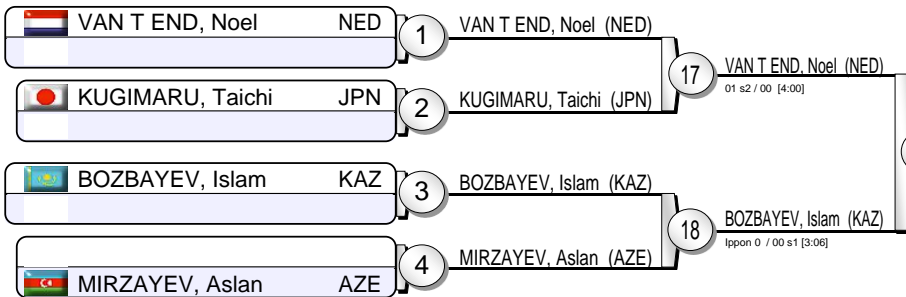 VAN T END, Noel NED
1
VAN T END, Noel (NED)
17
VAN T END, Noel (NED)
01 s2 / 00 [4:00]
KUGIMARU, Taichi JPN
2
KUGIMARU, Taichi (JPN)
BOZBAYEV, Islam KAZ
3
BOZBAYEV, Islam (KAZ)
18
BOZBAYEV, Islam (KAZ)
Ippon 0 / 00 s1 [3:06]
MIRZAYEV, Aslan AZE
4
MIRZAYEV, Aslan (AZE)